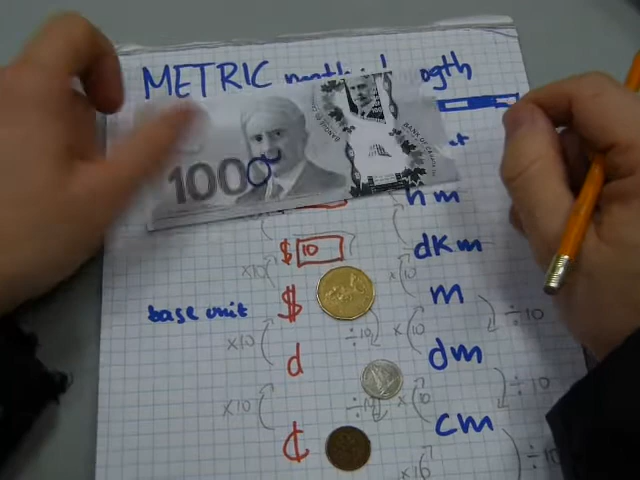 METRIC
1000
BANK OF CANADA
hm
$ 10
dkm
x10
x10
base unit
$
m
÷10
x10
÷10
x10
d
dm
÷10
x10
÷10
x10
¢
cm
÷10
x10